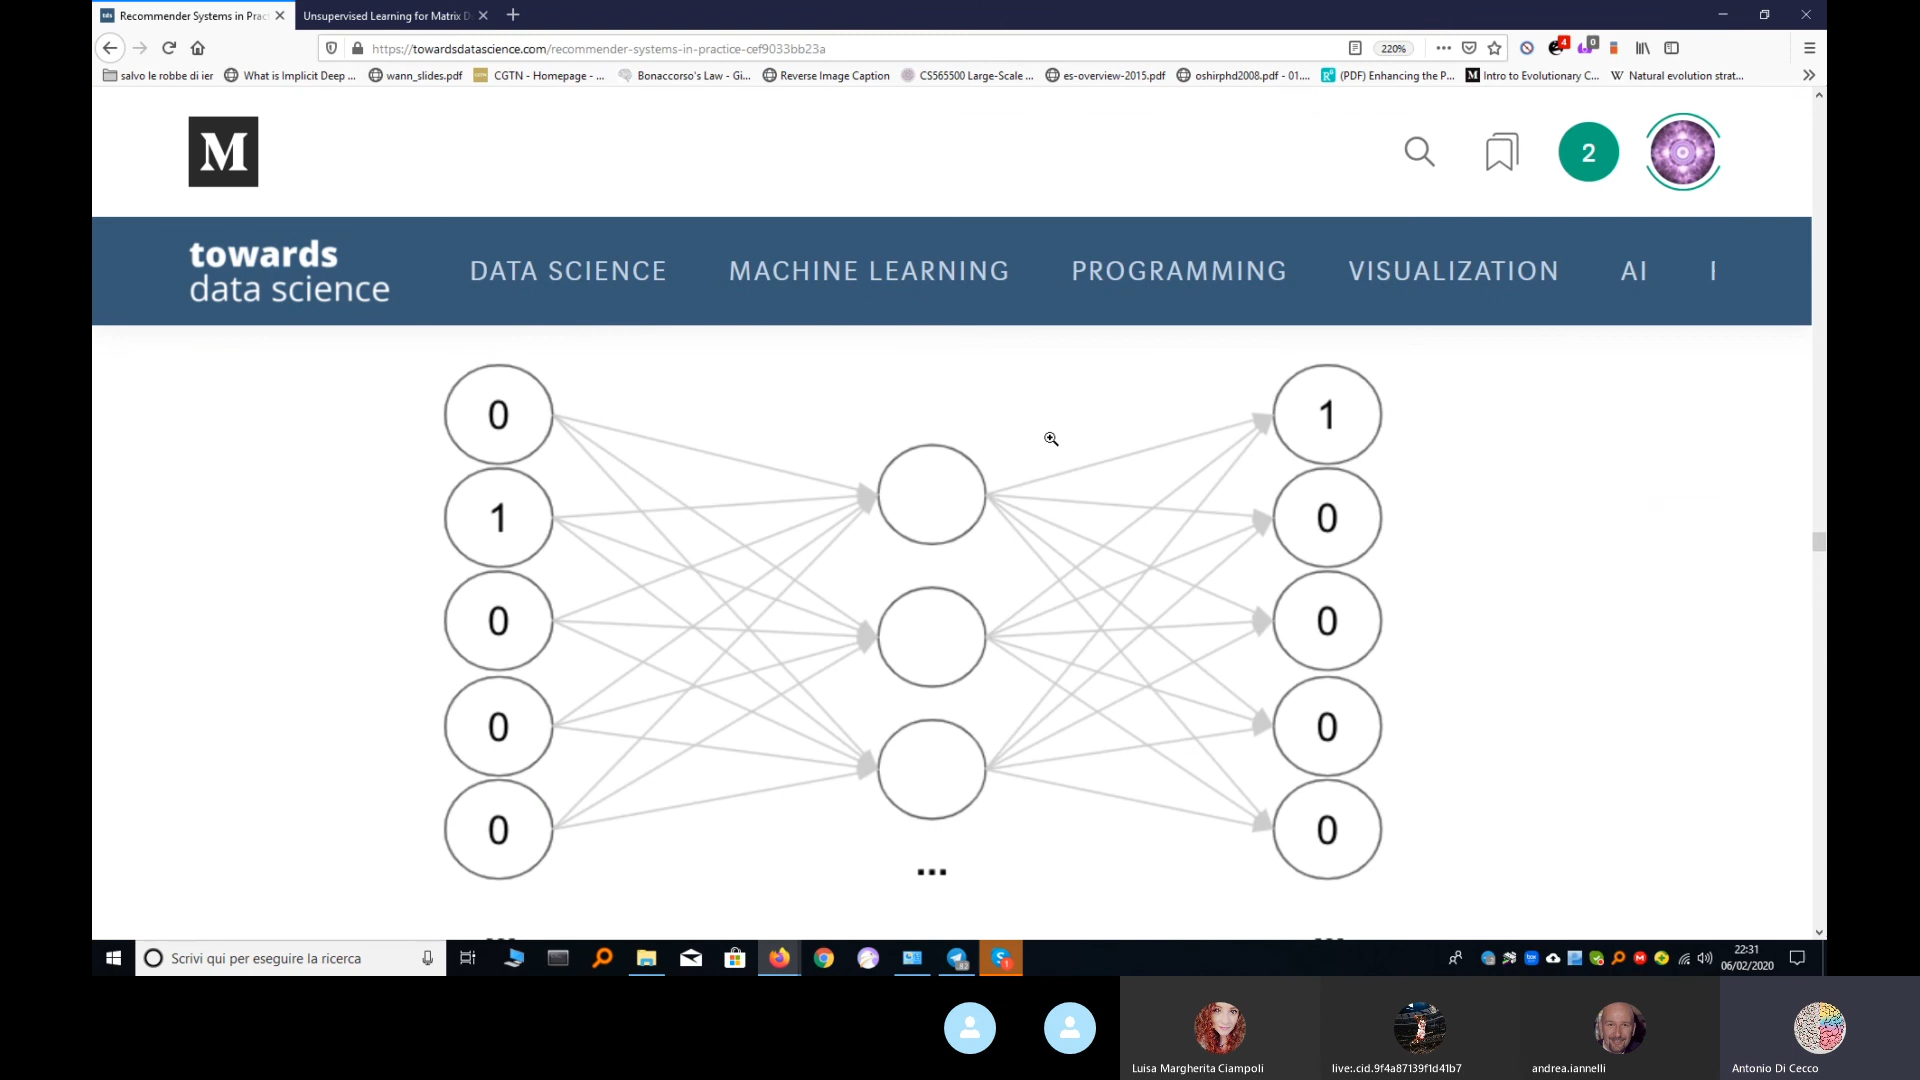 Recommender Systems in Prac
Unsupervised Learning for Matrix D
https://towardsdatascience.com/recommender-systems-in-practice-cef9033bb23a
220%
4
0
salvo le robbe di ier
What is Implicit Deep ...
wann_slides.pdf
CGTN - Homepage - ...
Bonaccorso's Law - Gi...
Reverse Image Caption
CS565500 Large-Scale ...
es-overview-2015.pdf
oshirphd2008.pdf - 01....
(PDF) Enhancing the P...
Intro to Evolutionary C...
Natural evolution strat...
M
2
towards
data science
DATA SCIENCE
MACHINE LEARNING
PROGRAMMING
VISUALIZATION
AI
0
1
0
0
0
...
1
0
0
0
0
Scrivi qui per eseguire la ricerca
22:31
06/02/2020
Luisa Margherita Ciampoli
live:.cid.9f4a87139f1d41b7
andrea.iannelli
Antonio Di Cecco